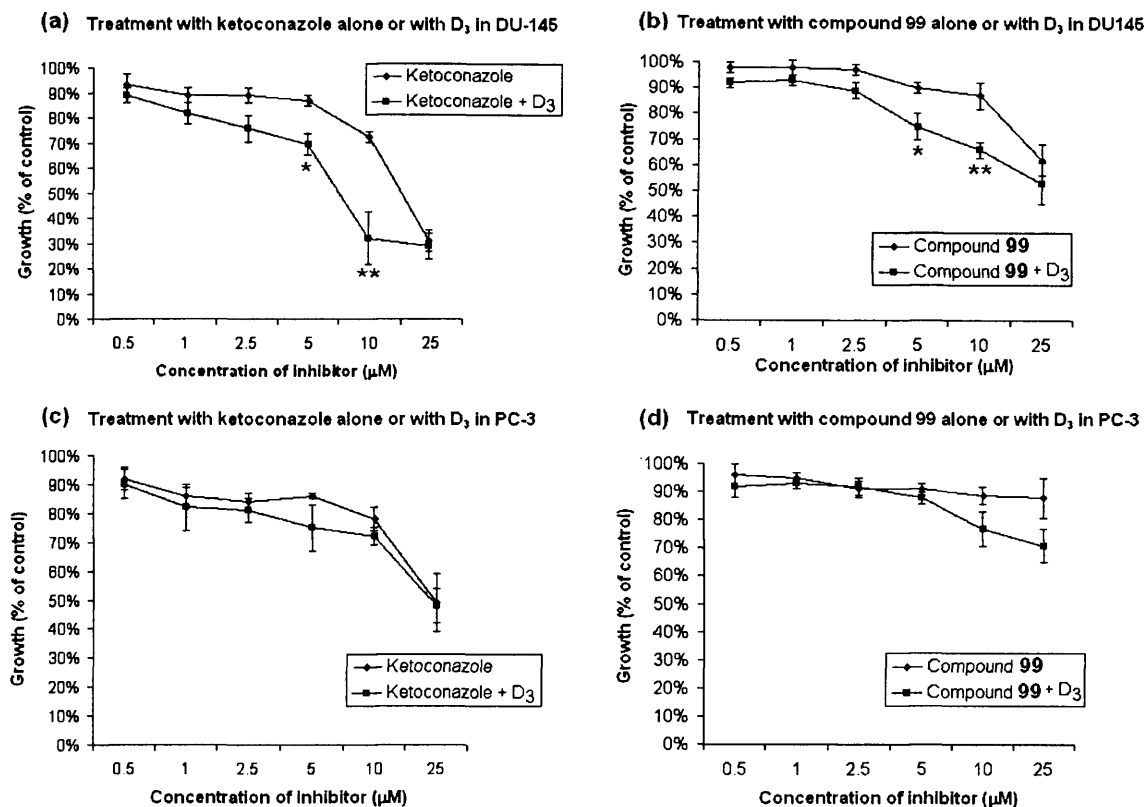 (a) Treatment with ketoconazole alone or with D₃ in DU-145
100%
90%
80%
70%
60%
50%
40%
30%
20%
10%
0%
Growth (% of control)
Ketoconazole
Ketoconazole + D₃
*
**
0.5 1 2.5 5 10 25
Concentration of inhibitor (µM)
(b) Treatment with compound 99 alone or with D₃ in DU145
100%
90%
80%
70%
60%
50%
40%
30%
20%
10%
0%
Growth (% of control)
*
**
Compound 99
Compound 99 + D₃
0.5 1 2.5 5 10 25
Concentration of inhibitor (µM)
(c) Treatment with ketoconazole alone or with D₃ in PC-3
100%
90%
80%
70%
60%
50%
40%
30%
20%
10%
0%
Growth (% of control)
Ketoconazole
Ketoconazole + D₃
0.5 1 2.5 5 10 25
Concentration of inhibitor (µM)
(d) Treatment with compound 99 alone or with D₃ in PC-3
100%
90%
80%
70%
60%
50%
40%
30%
20%
10%
0%
Growth (% of control)
Compound 99
Compound 99 + D₃
0.5 1 2.5 5 10 25
Concentration of inhibitor (µM)